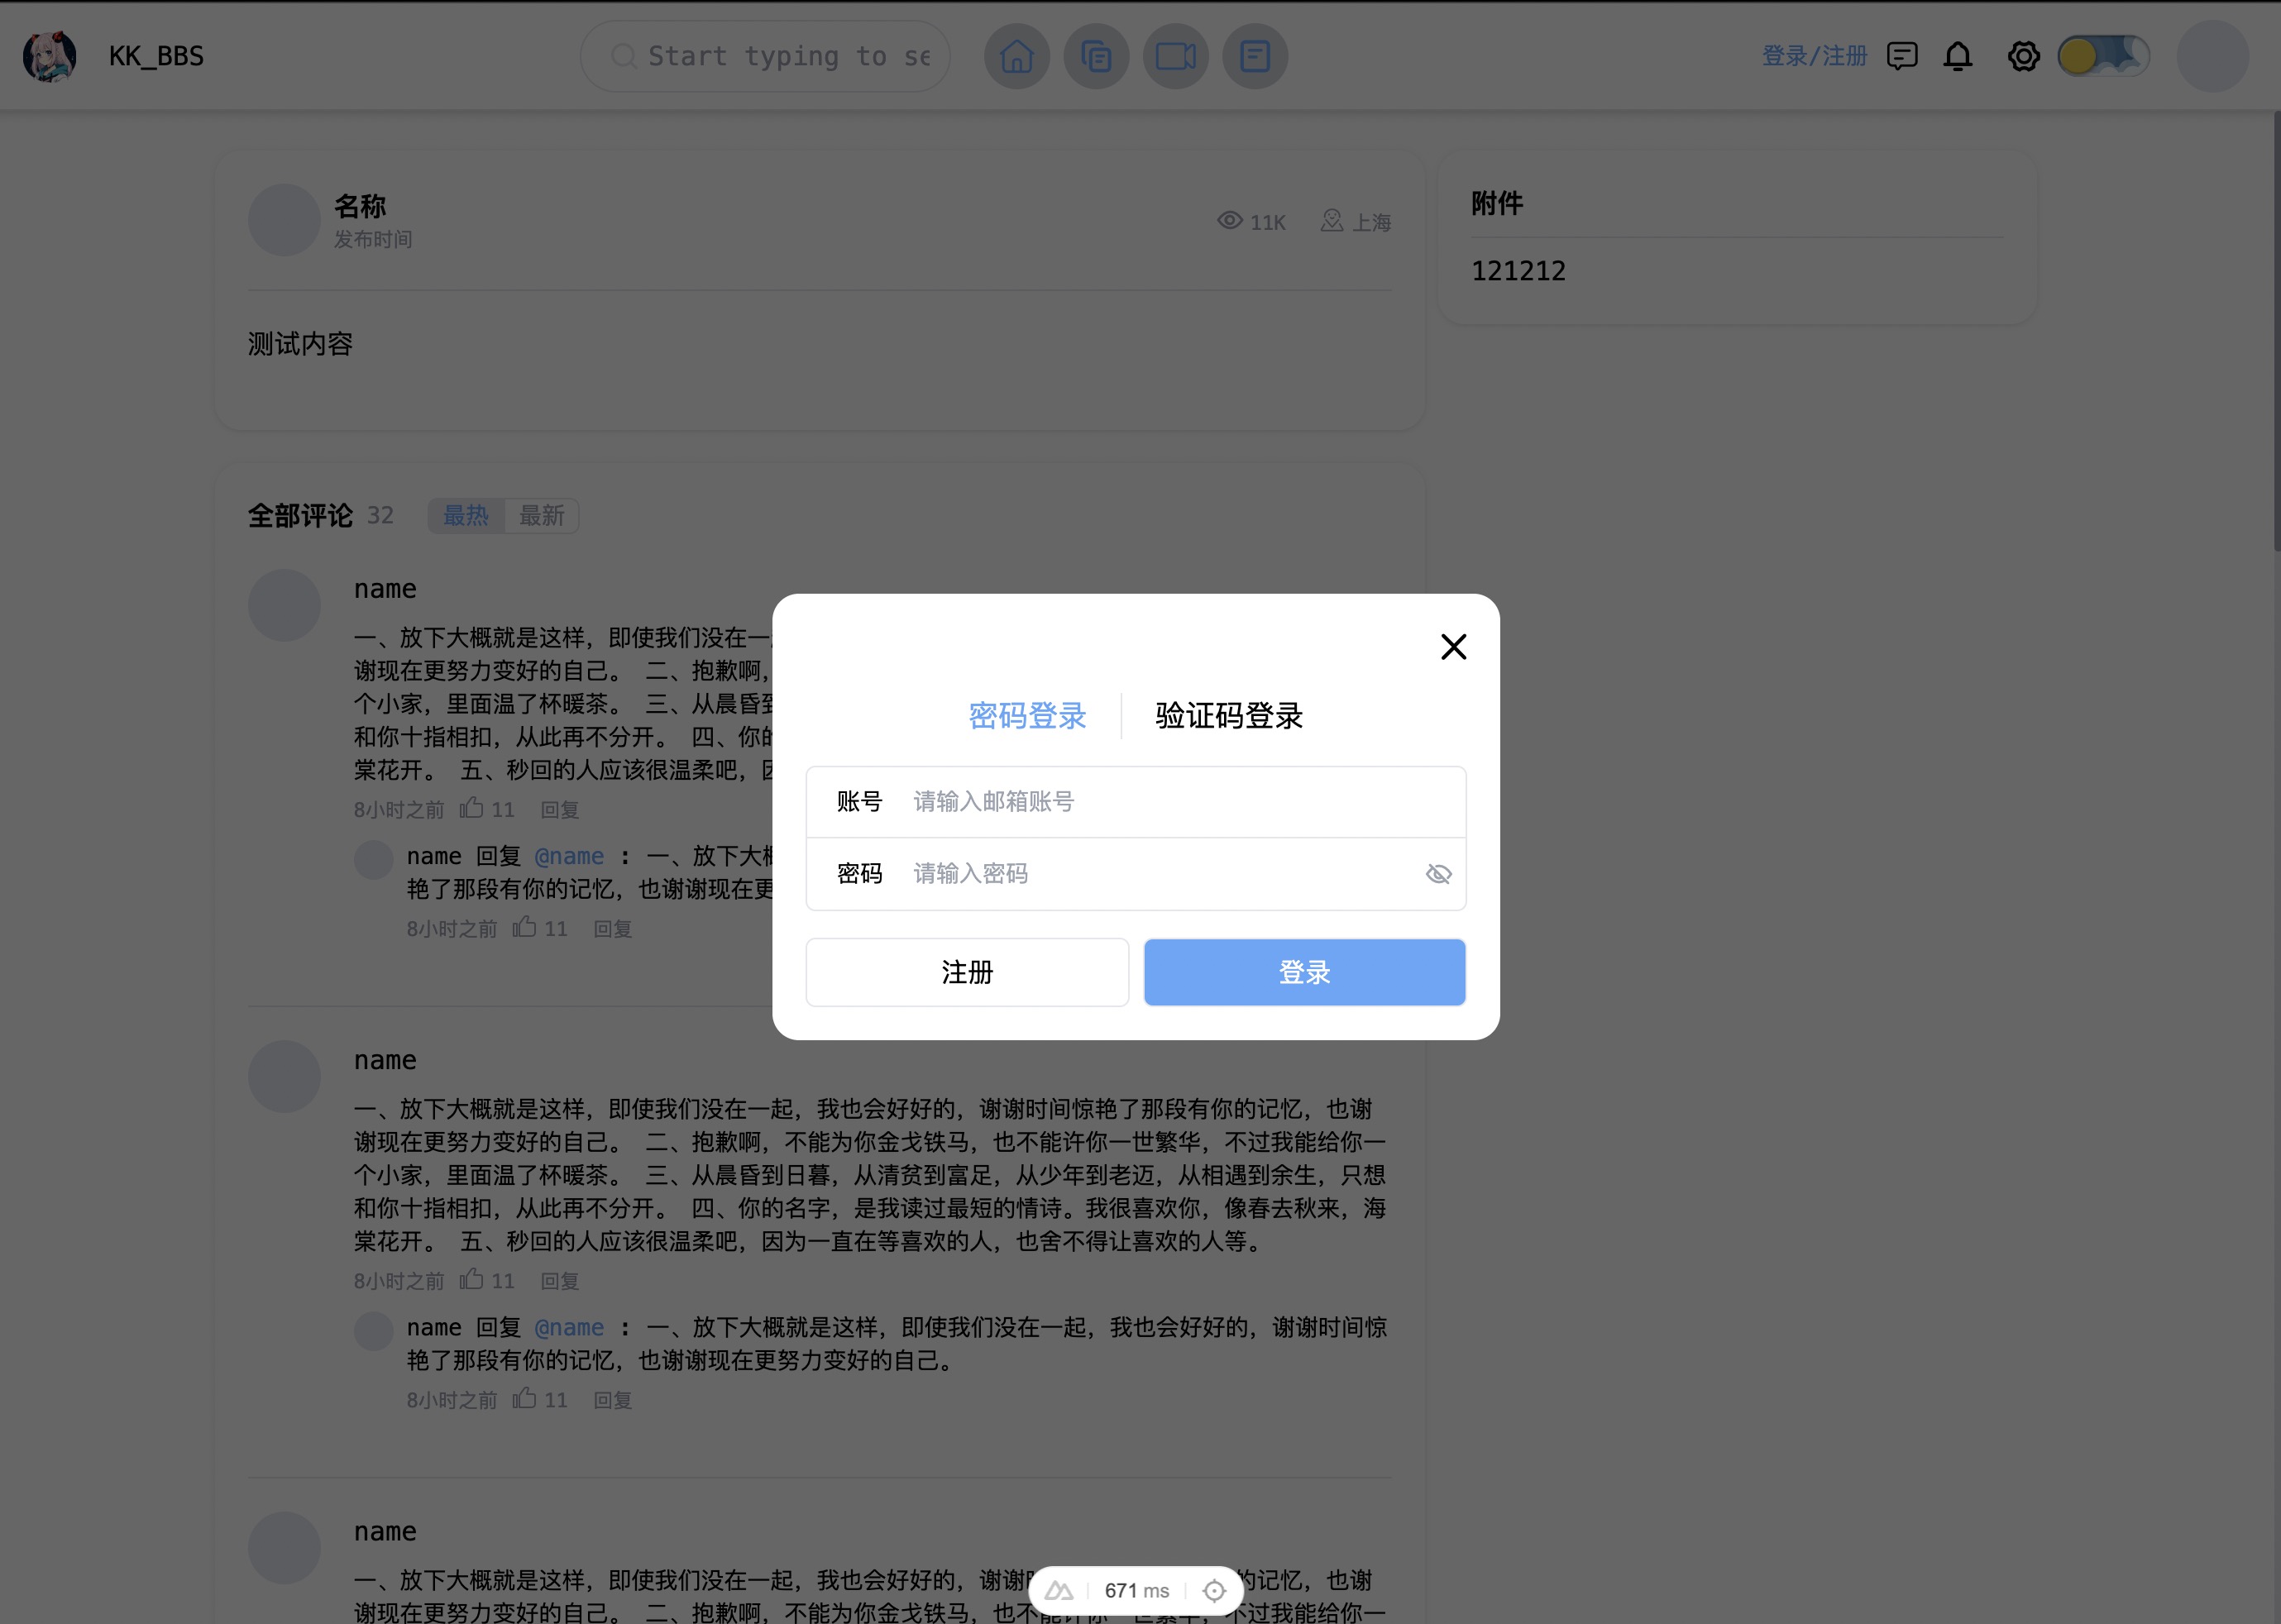 KK_BBS
Start typing to se
登录/注册
名称
发布时间
11K
上海
测试内容
附件
121212
全部评论 32
最热
最新
name
一、放下大概就是这样，即使我们没在一
谢现在更努力变好的自己。 二、抱歉啊，
个小家，里面温了杯暖茶。 三、从晨昏到
和你十指相扣，从此再不分开。 四、你的
棠花开。 五、秒回的人应该很温柔吧，因
8小时之前 11 回复
name 回复 @name : 一、放下大概
艳了那段有你的记忆，也谢谢现在更
8小时之前 11 回复
密码登录
验证码登录
账号 请输入邮箱账号
密码 请输入密码
注册
登录
name
一、放下大概就是这样，即使我们没在一起，我也会好好的，谢谢时间惊艳了那段有你的记忆，也谢
谢现在更努力变好的自己。 二、抱歉啊，不能为你金戈铁马，也不能许你一世繁华，不过我能给你一
个小家，里面温了杯暖茶。 三、从晨昏到日暮，从清贫到富足，从少年到老迈，从相遇到余生，只想
和你十指相扣，从此再不分开。 四、你的名字，是我读过最短的情诗。我很喜欢你，像春去秋来，海
棠花开。 五、秒回的人应该很温柔吧，因为一直在等喜欢的人，也舍不得让喜欢的人等。
8小时之前 11 回复
name 回复 @name : 一、放下大概就是这样，即使我们没在一起，我也会好好的，谢谢时间惊
艳了那段有你的记忆，也谢谢现在更努力变好的自己。
8小时之前 11 回复
name
一、放下大概就是这样，即使我们没在一起，我也会好好的，谢谢 的记忆，也谢
谢现在更努力变好的自己。 二、抱歉啊，不能为你金戈铁马，也不能许你一世繁华，不过我能给你一
671 ms